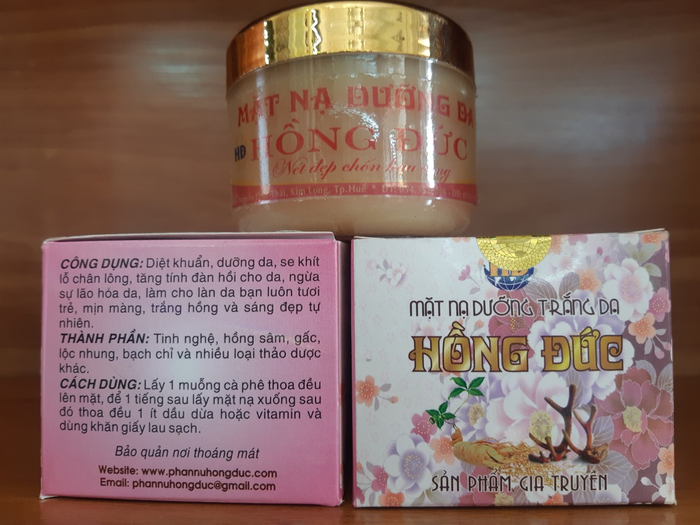 MẶT NẠ DƯỠNG DA
HĐ HỒNG ĐỨC
Nét đẹp chốn
Kim Long, Tp.Huế
CÔNG DỤNG: Diệt khuẩn, dưỡng da, se khít
lỗ chân lông, tăng tính đàn hồi cho da, ngừa
sự lão hóa da, làm cho làn da bạn luôn tươi
trẻ, mịn màng, trắng hồng và sáng đẹp tự
nhiên.
THÀNH PHẦN: Tinh nghệ, hồng sâm, gấc,
lộc nhung, bạch chỉ và nhiều loại thảo dược
khác.
CÁCH DÙNG: Lấy 1 muỗng cà phê thoa đều
lên mặt, để 1 tiếng sau lấy mặt nạ xuống sau
đó thoa đều 1 ít dầu dừa hoặc vitamin và
dùng khăn giấy lau sạch.
Bảo quản nơi thoáng mát
Website: www.phannuhongduc.com
Email: phannuhongduc@gmail.com
MẶT NẠ DƯỠNG TRẮNG DA
HỒNG ĐỨC
SẢN PHẨM GIA TRUYỀN